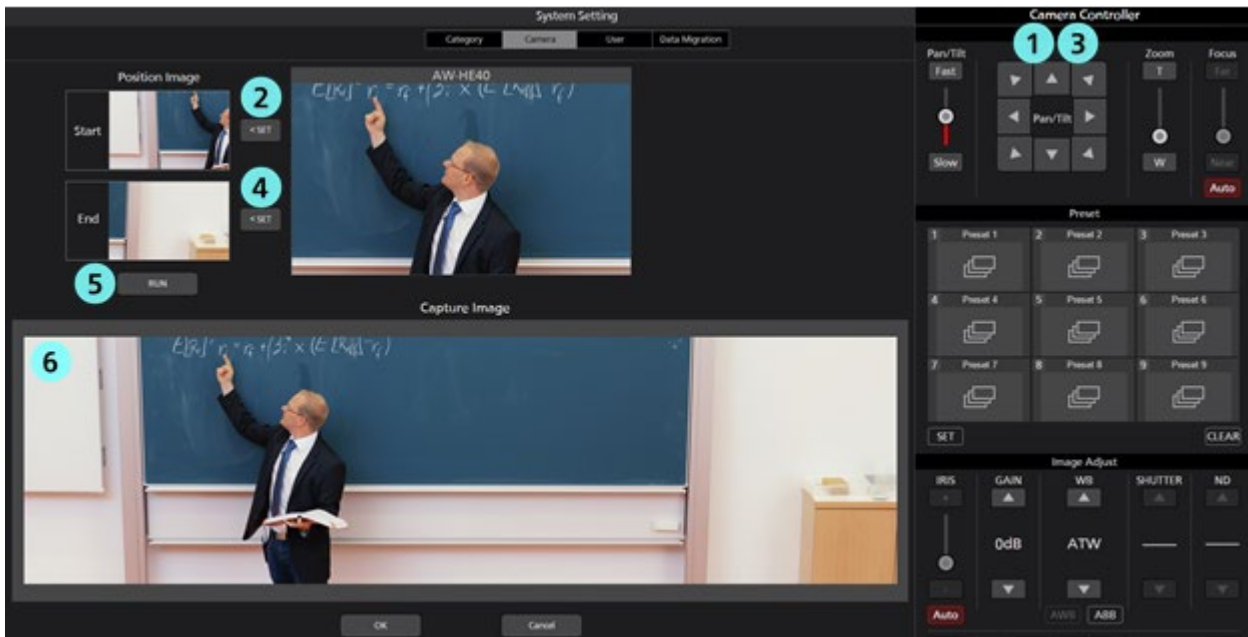 System Setting
Category Camera User Data Migration
Position Image
Start
2
< SET
End
4
< SET
5
RUN
AW-HE40
Capture Image
6
OK Cancel
Camera Controller
1 3
Pan/Tilt Zoom Focus
Fast T Far
Pan/Tilt
Slow W Near
Auto
Preset
1 Preset 1 2 Preset 2 3 Preset 3
4 Preset 4 5 Preset 5 6 Preset 6
7 Preset 7 8 Preset 8 9 Preset 9
SET CLEAR
Image Adjust
IRIS GAIN WB SHUTTER ND
0dB ATW
Auto AWB ABB